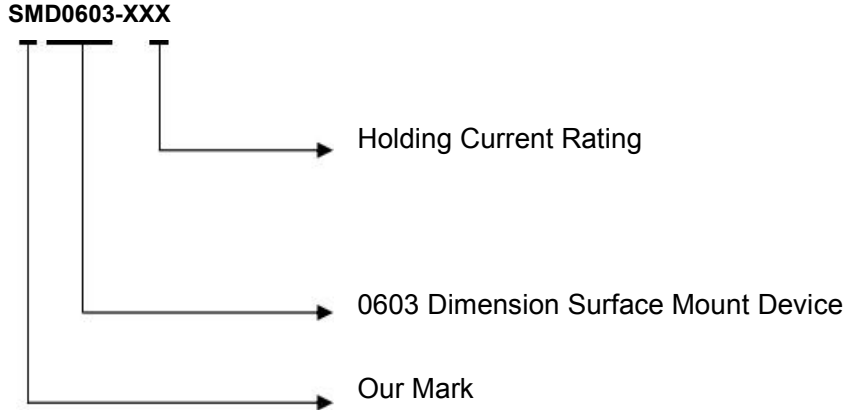 SMD0603-XXX
Holding Current Rating
0603 Dimension Surface Mount Device
Our Mark